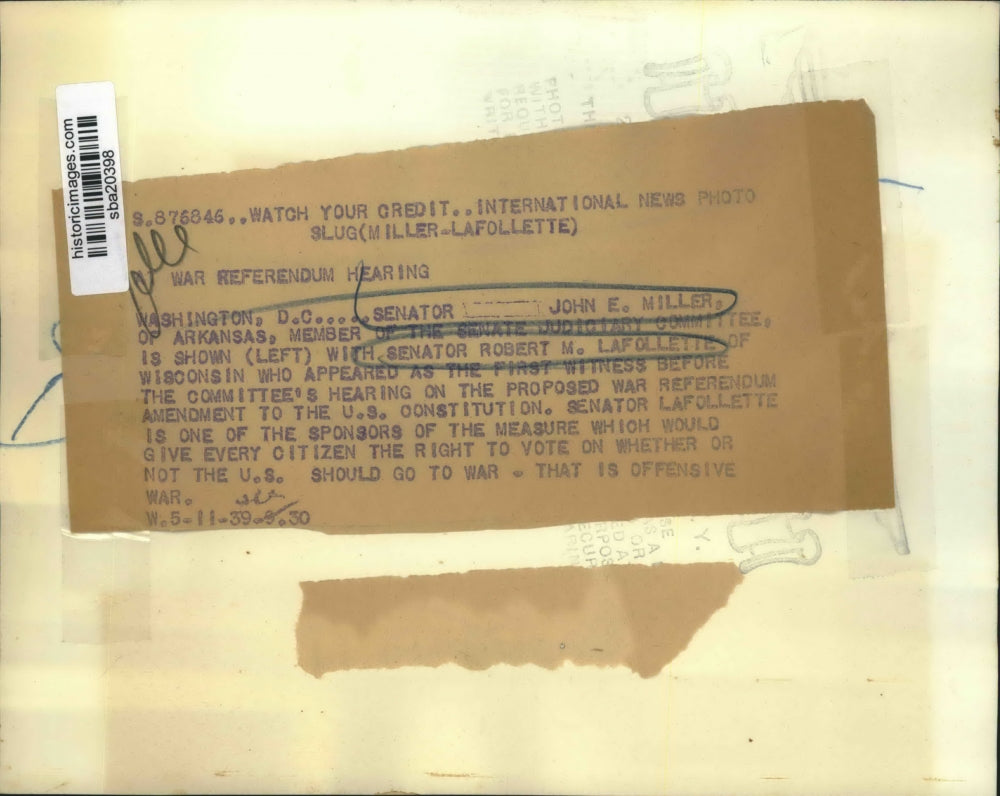 historicimages.com
sba20398
S.876846..WATCH YOUR CREDIT..INTERNATIONAL NEWS PHOTO
SLUG(MILLER-LAFOLLETTE)
WAR REFERENDUM HEARING
WASHINGTON, D.C.....SENATOR JOHN E. MILLER,
OF ARKANSAS, MEMBER OF THE SENATE JUDICIARY COMMITTEE,
IS SHOWN (LEFT) WITH SENATOR ROBERT M. LAFOLLETTE OF
WISCONSIN WHO APPEARED AS THE FIRST WITNESS BEFORE
THE COMMITTEE'S HEARING ON THE PROPOSED WAR REFERENDUM
AMENDMENT TO THE U.S. CONSTITUTION. SENATOR LAFOLLETTE
IS ONE OF THE SPONSORS OF THE MEASURE WHICH WOULD
GIVE EVERY CITIZEN THE RIGHT TO VOTE ON WHETHER OR
NOT THE U.S. SHOULD GO TO WAR - THAT IS OFFENSIVE
WAR.
W.5-11-39-9.30